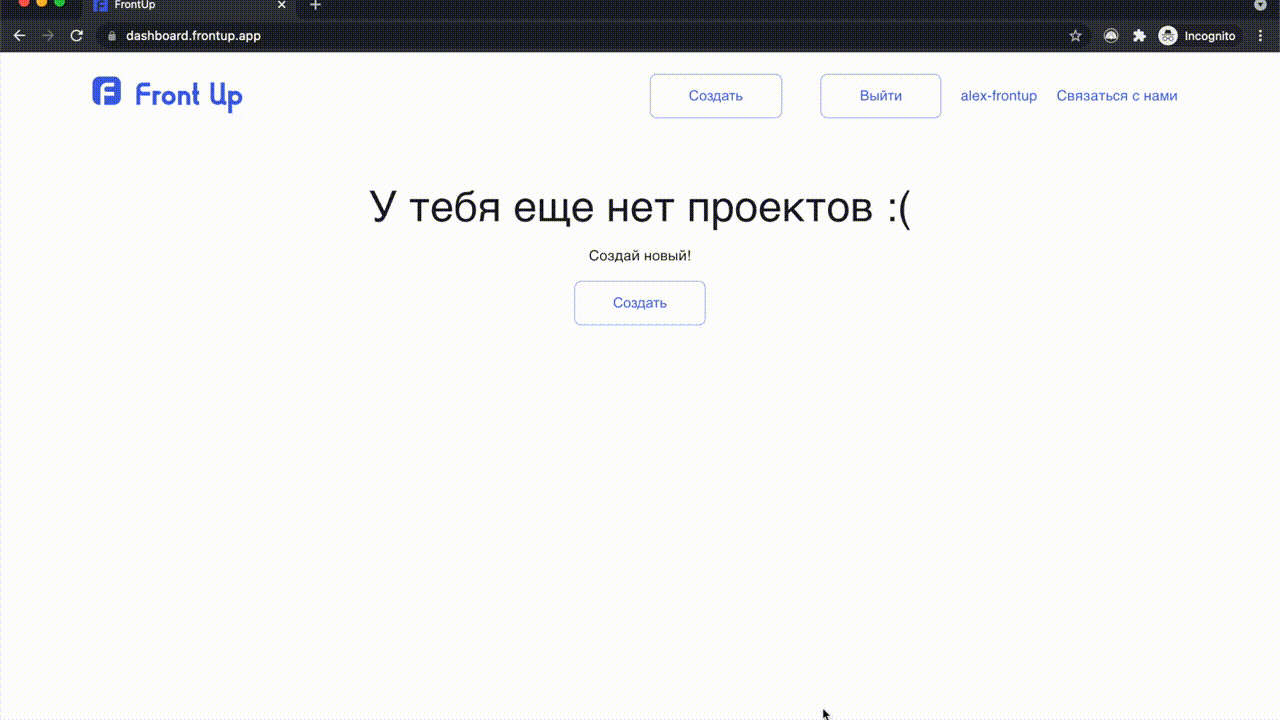 FrontUp
dashboard.frontup.app
Incognito
F Front Up
Создать
Выйти
alex-frontup
Связаться с нами
У тебя еще нет проектов :(
Создай новый!
Создать